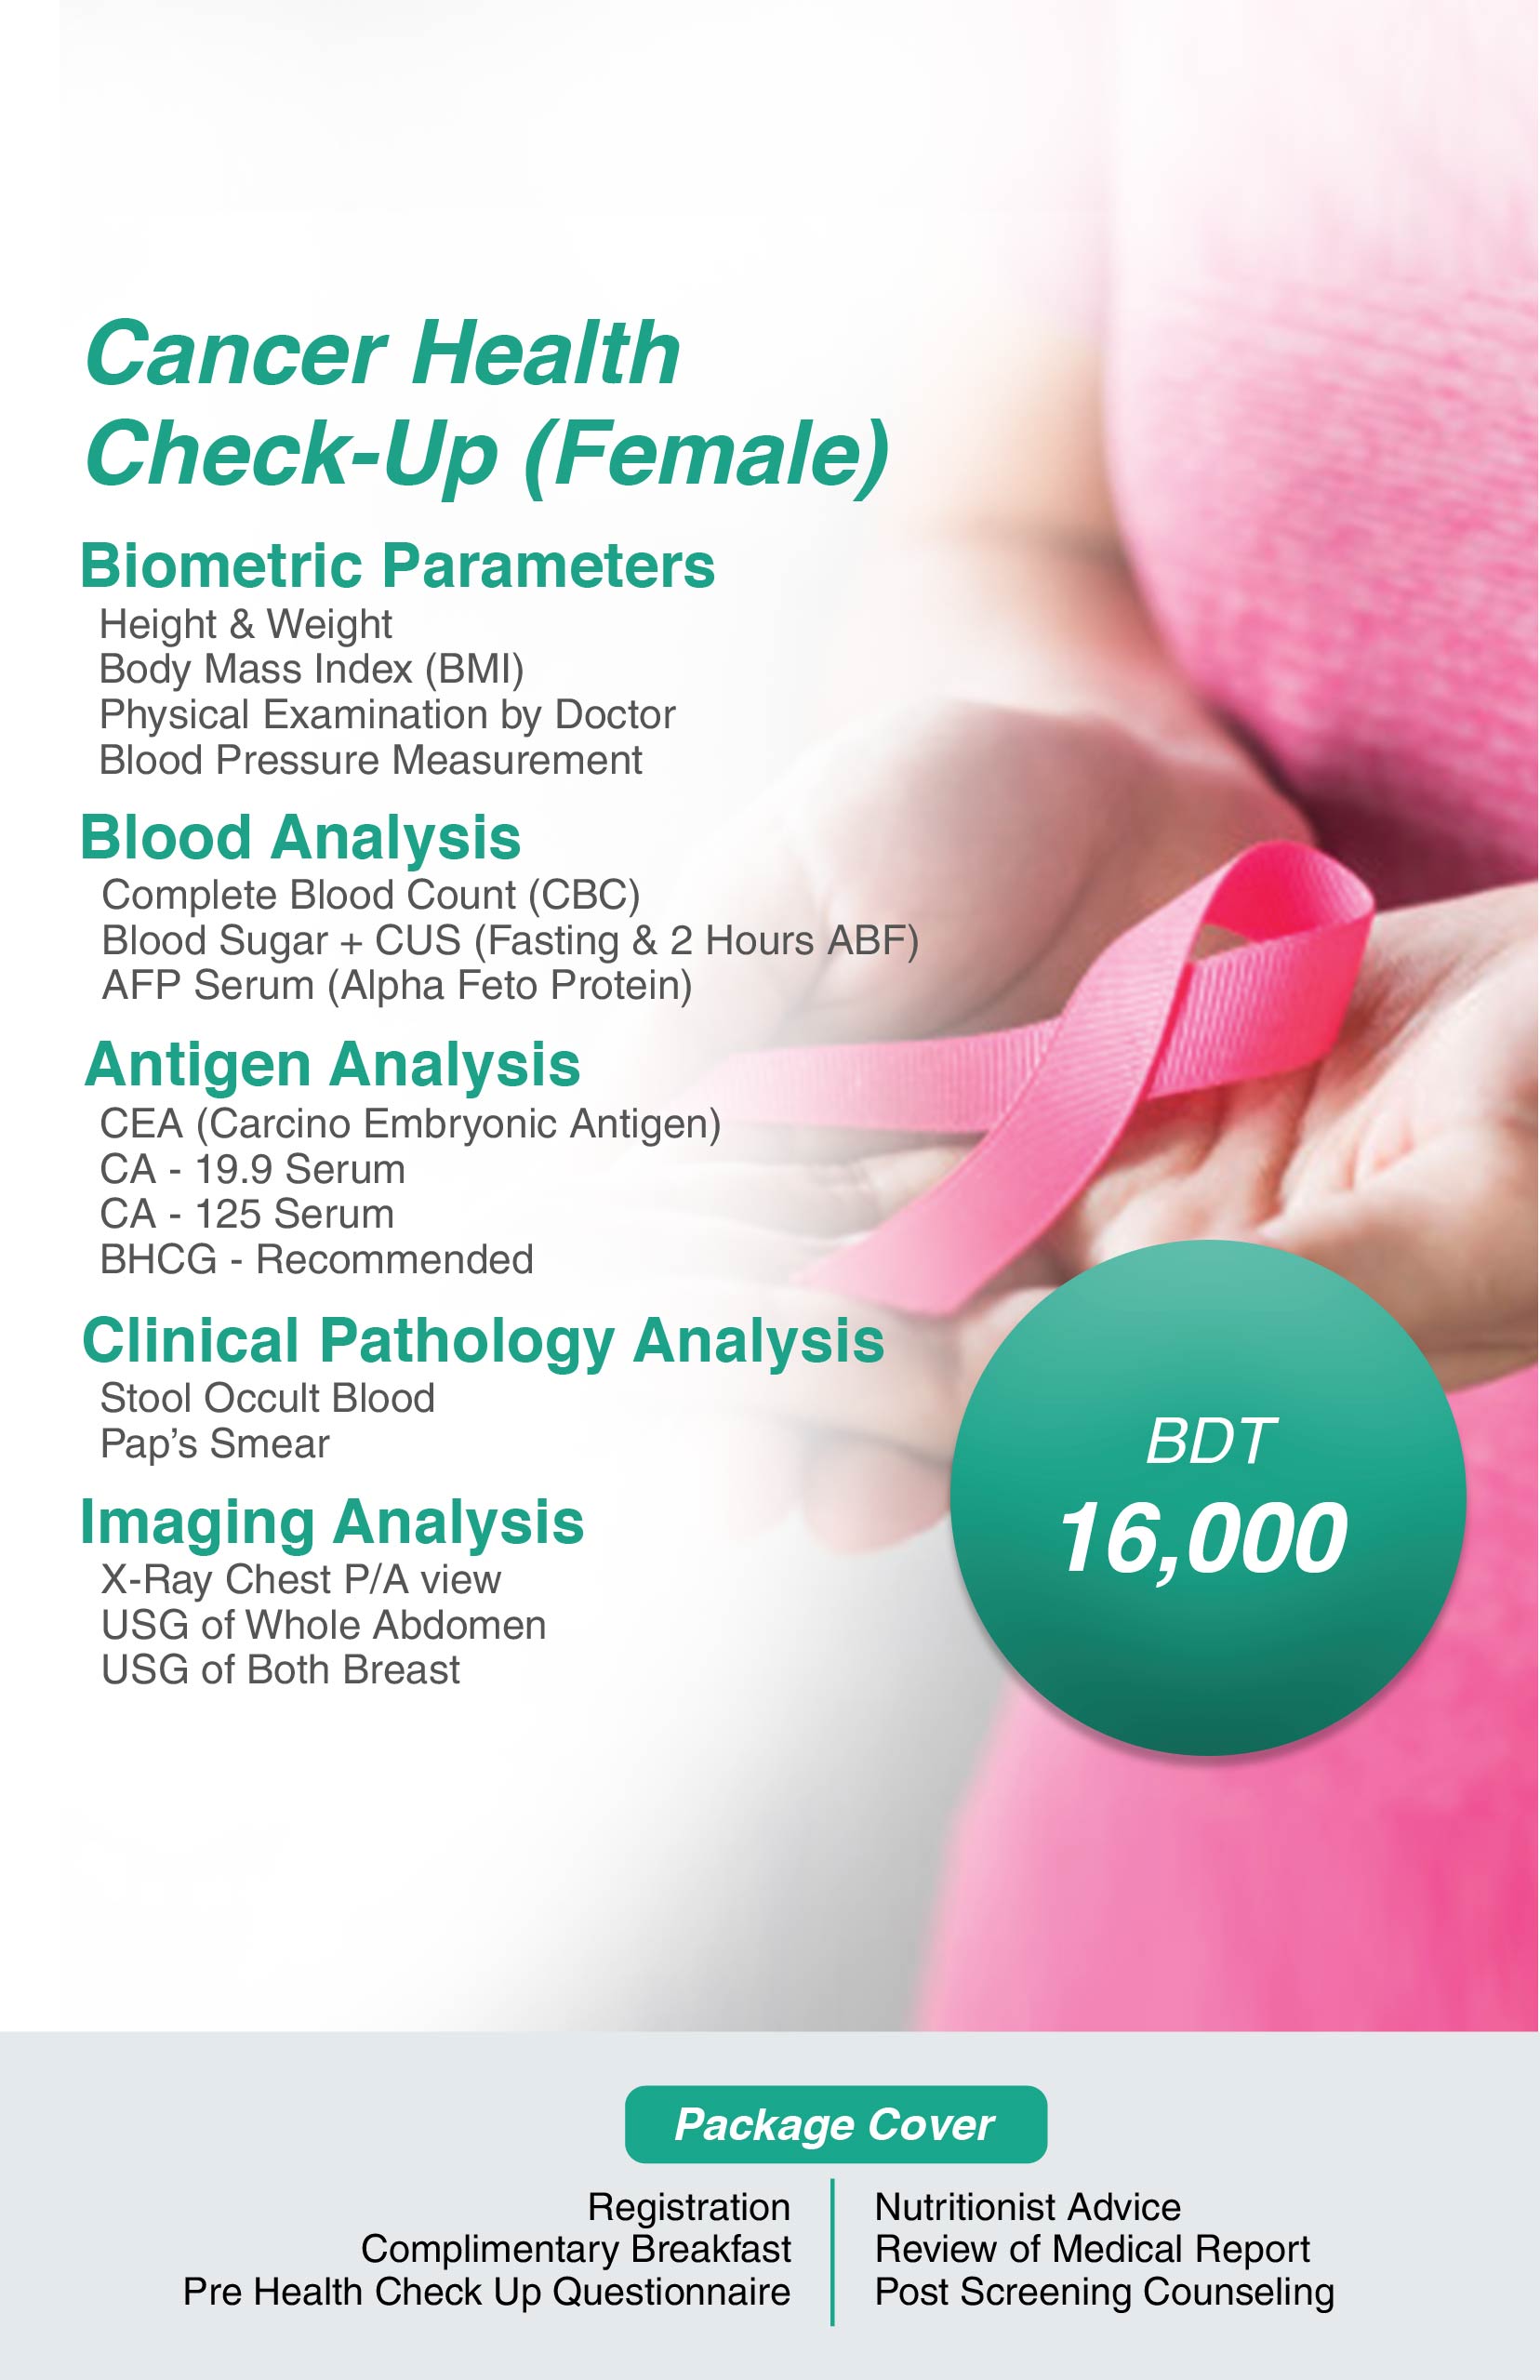 Cancer Health
Check-Up (Female)
Biometric Parameters
Height & Weight
Body Mass Index (BMI)
Physical Examination by Doctor
Blood Pressure Measurement
Blood Analysis
Complete Blood Count (CBC)
Blood Sugar + CUS (Fasting & 2 Hours ABF)
AFP Serum (Alpha Feto Protein)
Antigen Analysis
CEA (Carcino Embryonic Antigen)
CA - 19.9 Serum
CA - 125 Serum
BHCG - Recommended
Clinical Pathology Analysis
Stool Occult Blood
Pap’s Smear
Imaging Analysis
X-Ray Chest P/A view
USG of Whole Abdomen
USG of Both Breast
BDT
16,000
Package Cover
Registration
Complimentary Breakfast
Pre Health Check Up Questionnaire
Nutritionist Advice
Review of Medical Report
Post Screening Counseling